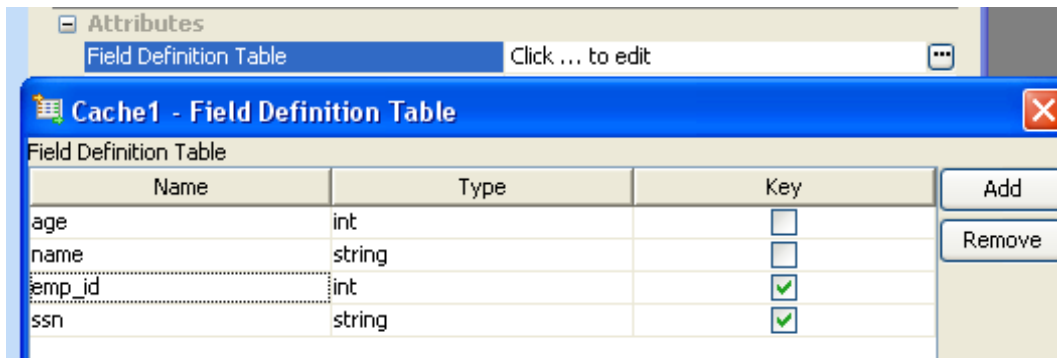 Attributes
Field Definition Table Click ... to edit ...
Cache1 - Field Definition Table
Field Definition Table
Name Type Key Add
age int
name string Remove
emp_id int
ssn string